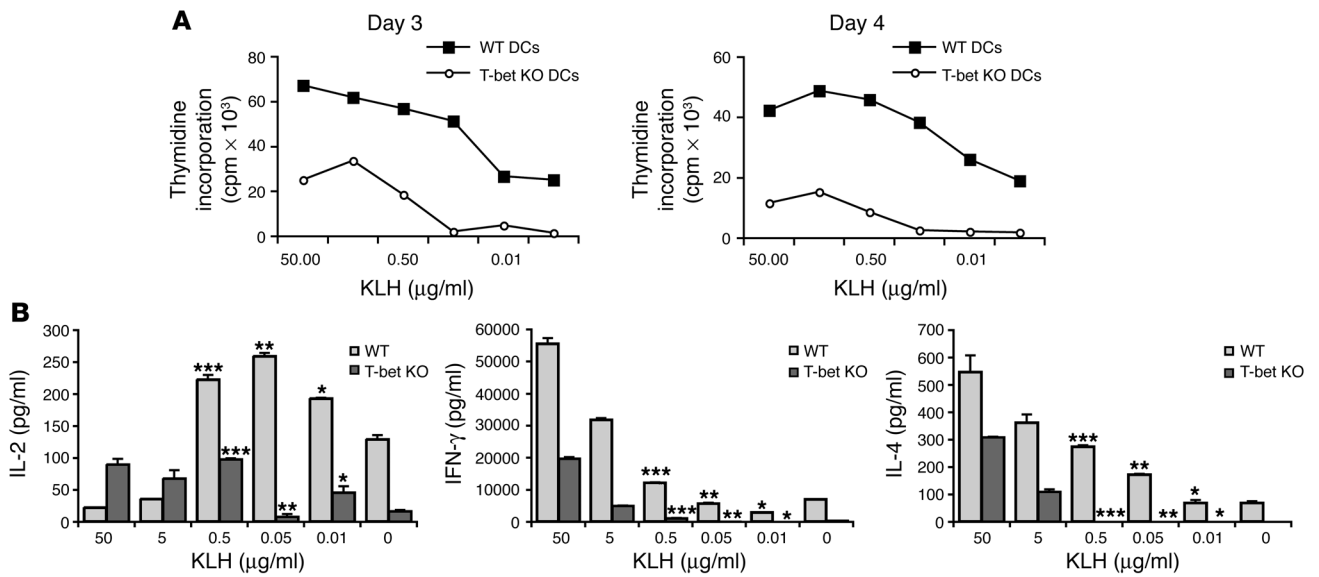 A
Day 3
WT DCs
T-bet KO DCs
Thymidine
incorporation
(cpm × 10³)
80
60
40
20
0
50.00 0.50 0.01
KLH (µg/ml)
Day 4
WT DCs
T-bet KO DCs
Thymidine
incorporation
(cpm × 10³)
60
40
20
0
50.00 0.50 0.01
KLH (µg/ml)
B
IL-2 (pg/ml)
300
250
200
150
100
50
0
WT
T-bet KO
*** ** *
*** ** *
50 5 0.5 0.05 0.01 0
KLH (µg/ml)
IFN-γ (pg/ml)
60000
50000
40000
30000
20000
10000
0
WT
T-bet KO
*** ** *
*** ** *
50 5 0.5 0.05 0.01 0
KLH (µg/ml)
IL-4 (pg/ml)
700
600
500
400
300
200
100
0
WT
T-bet KO
*** ** *
*** ** *
50 5 0.5 0.05 0.01 0
KLH (µg/ml)